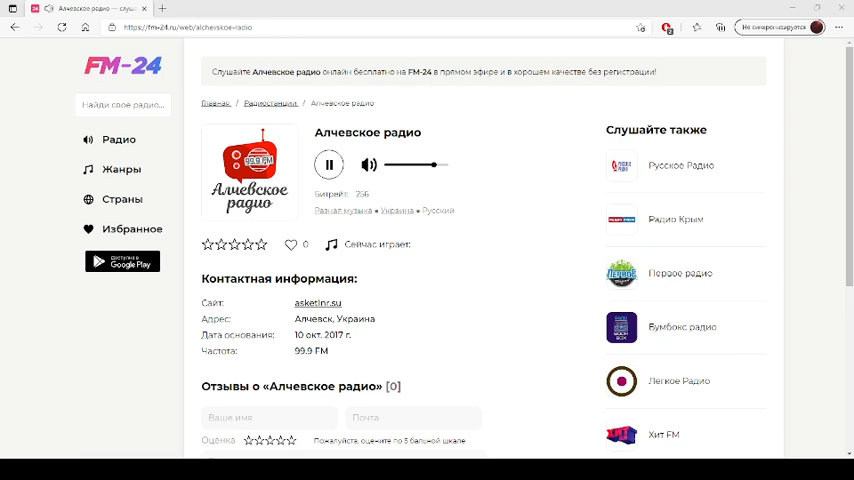 24 Алчевское радио — слуша
https://fm-24.ru/web/alchevskoe-radio
2
Не синхронизируется
FM-24
Найди свое радио...
Радио
Жанры
Страны
Избранное
ДОСТУПНО В
Google Play
Слушайте Алчевское радио онлайн бесплатно на FM-24 в прямом эфире и в хорошем качестве без регистрации!
Главная / Радиостанции / Алчевское радио
99.9 FM
Алчевское
радио
Алчевское радио
Битрейт: 256
Разная музыка • Украина • Русский
0
Сейчас играет:
Контактная информация:
Сайт: asketlnr.su
Адрес: Алчевск, Украина
Дата основания: 10 окт. 2017 г.
Частота: 99.9 FM
Отзывы о «Алчевское радио» [0]
Ваше имя
Почта
Оценка
Пожалуйста, оцените по 5 бальной шкале
Слушайте также
Русское Радио
Радио Крым
Первое радио
Бумбокс радио
Легкое Радио
Хит FM